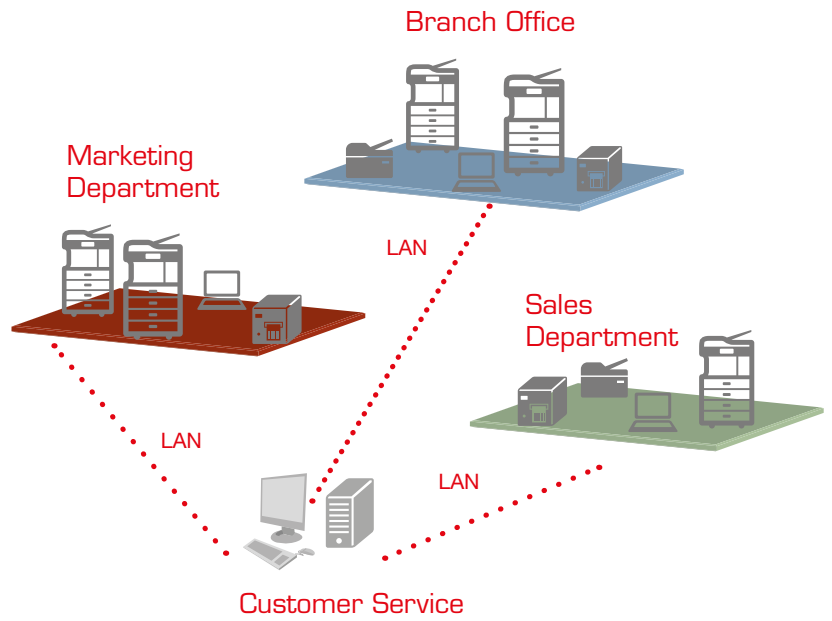 Branch Office
Marketing
Department
LAN
Sales
Department
LAN
LAN
Customer Service